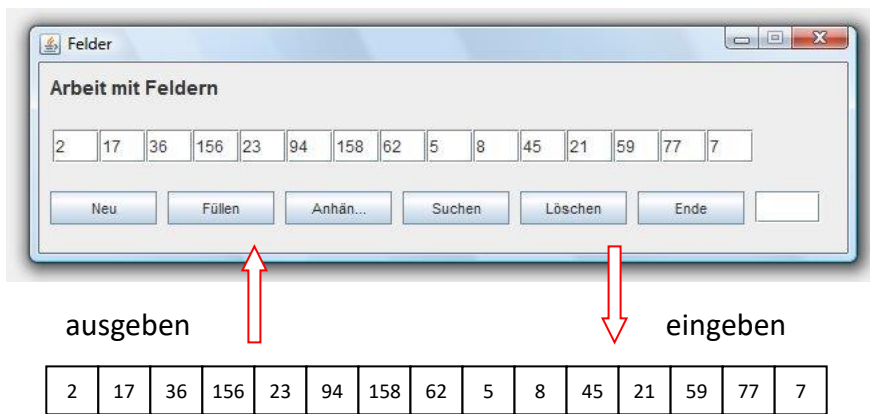 Felder
Arbeit mit Feldern
2 17 36 156 23 94 158 62 5 8 45 21 59 77 7
Neu Füllen Anhän... Suchen Löschen Ende
ausgeben eingeben
2 17 36 156 23 94 158 62 5 8 45 21 59 77 7